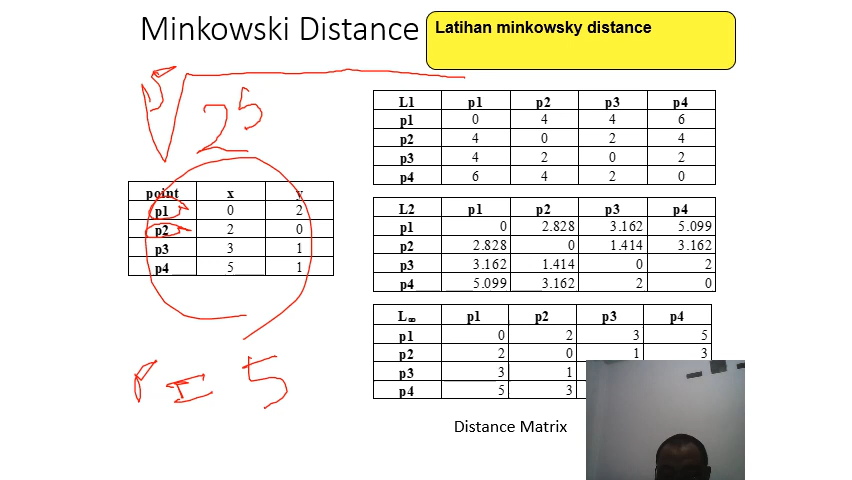 Minkowski Distance
Latihan minkowsky distance
5
2 5
point x y
p1 0 2
p2 2 0
p3 3 1
p4 5 1
r = 5
L1 p1 p2 p3 p4
p1 0 4 4 6
p2 4 0 2 4
p3 4 2 0 2
p4 6 4 2 0
L2 p1 p2 p3 p4
p1 0 2.828 3.162 5.099
p2 2.828 0 1.414 3.162
p3 3.162 1.414 0 2
p4 5.099 3.162 2 0
L∞ p1 p2 p3 p4
p1 0 2 3 5
p2 2 0 1 3
p3 3 1
p4 5 3
Distance Matrix